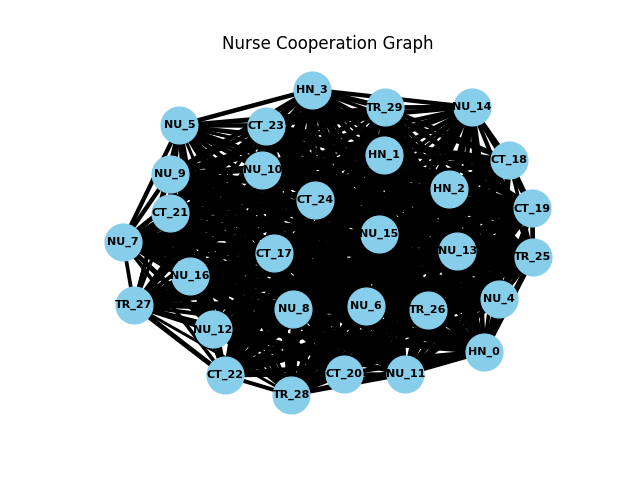 Nurse Cooperation Graph
HN_3
TR_29
NU_14
NU_5
CT_23
HN_1
CT_18
NU_10
NU_9
HN_2
CT_24
CT_19
CT_21
NU_15
NU_7
NU_13
CT_17
TR_25
NU_16
NU_4
TR_27
NU_6
NU_8
TR_26
NU_12
HN_0
CT_20
NU_11
CT_22
TR_28